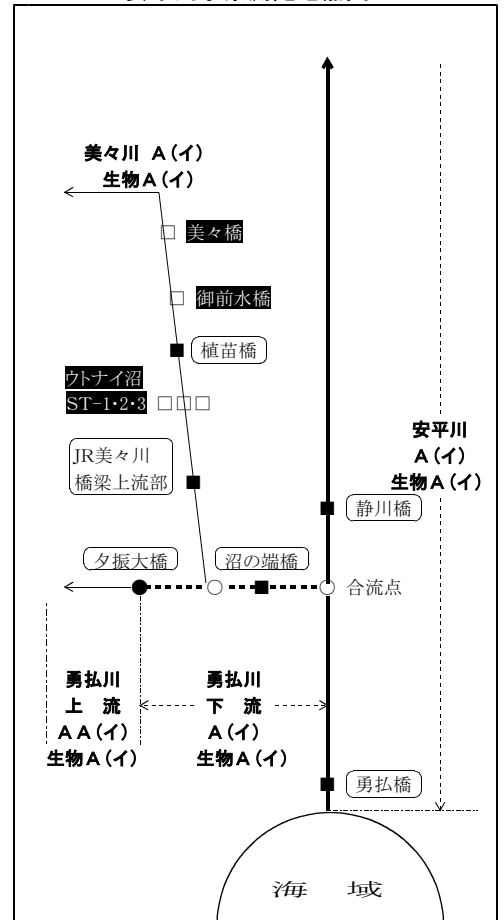 美々川 A(イ)
生物A(イ)
□ 美々橋
□ 御前水橋
■ 植苗橋
ウトナイ沼
ST-1・2・3 □□□
JR美々川
橋梁上流部 ■
安平川
A(イ)
生物A(イ)
■ 静川橋
夕振大橋
沼の端橋
合流点
勇払川
上 流
AA(イ)
生物A(イ)
勇払川
下 流
A(イ)
生物A(イ)
■ 勇払橋
海 域